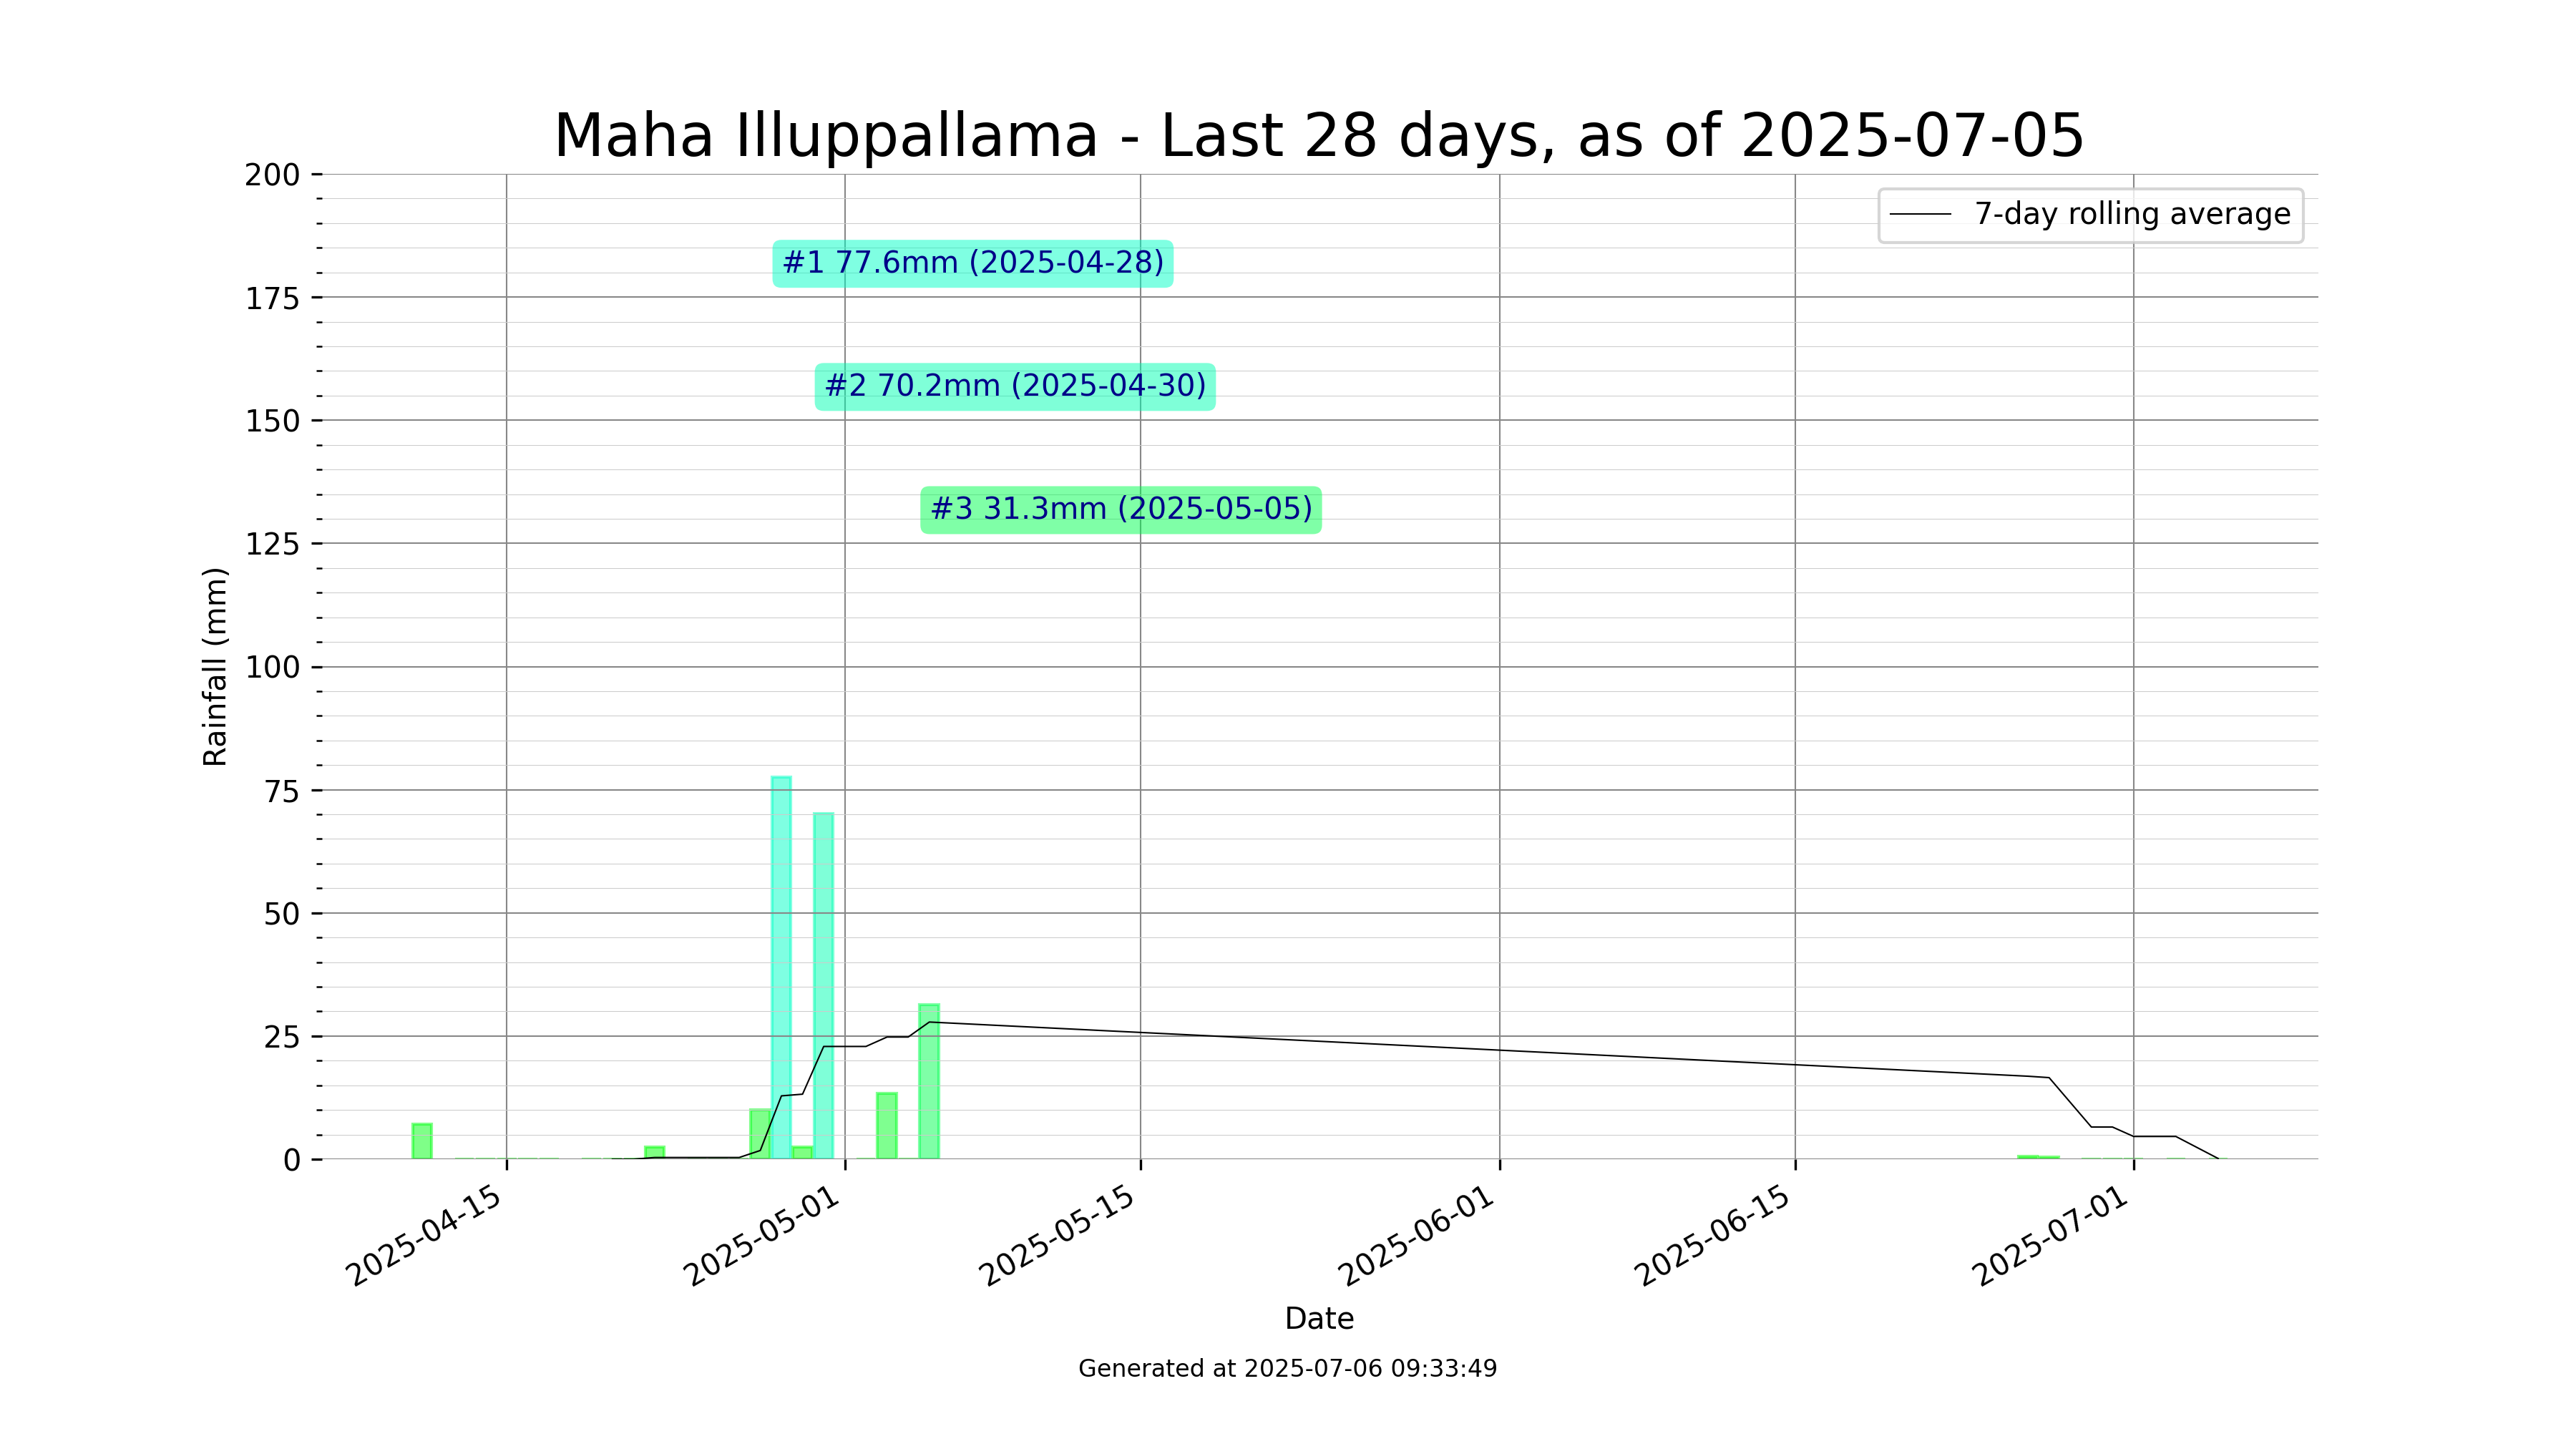 Maha Illuppallama - Last 28 days, as of 2025-07-05
200
175
150
125
100
75
50
25
0
Rainfall (mm)
7-day rolling average
#1 77.6mm (2025-04-28)
#2 70.2mm (2025-04-30)
#3 31.3mm (2025-05-05)
2025-04-15
2025-05-01
2025-05-15
2025-06-01
2025-06-15
2025-07-01
Date
Generated at 2025-07-06 09:33:49